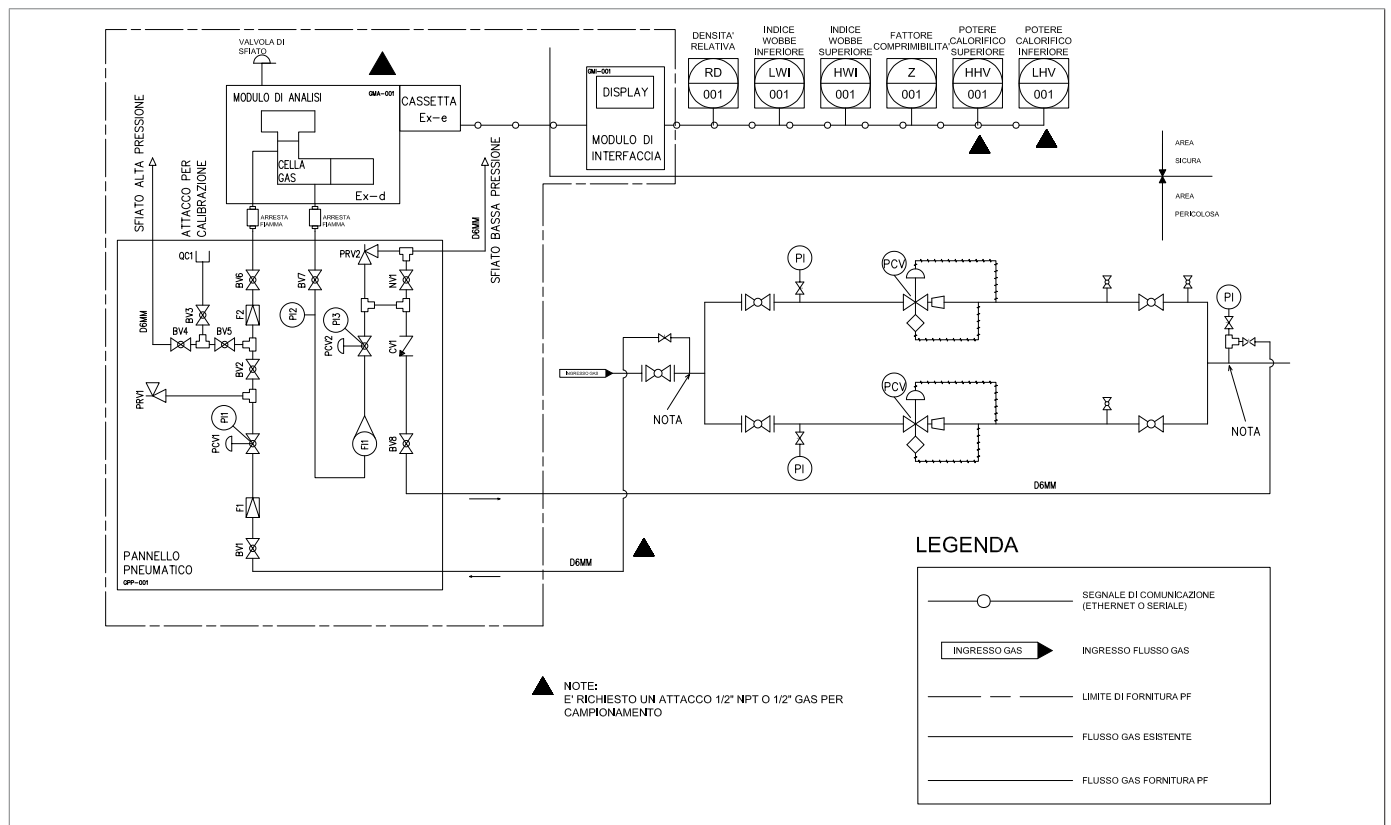 VALVOLA DI
SFIATO
MODULO DI ANALISI
GMA-001
CASSETTA
Ex-e
CELLA
GAS
Ex-d
GMI-001
DISPLAY
MODULO DI
INTERFACCIA
DENSITA'
RELATIVA
RD
001
INDICE
WOBBE
INFERIORE
LWI
001
INDICE
WOBBE
SUPERIORE
HWI
001
FATTORE
COMPRIMIBILITA'
Z
001
POTERE
CALORIFICO
SUPERIORE
HHV
001
POTERE
CALORIFICO
INFERIORE
LHV
001
AREA
SICURA
AREA
PERICOLOSA
SFIATO ALTA PRESSIONE
ATTACCO PER
CALIBRAZIONE
ARRESTA
FIAMMA
ARRESTA
FIAMMA
D6MM
SFIATO BASSA PRESSIONE
QC1
BV6
BV7
PRV2
NV1
BV3
F2
PI2
PI3
D6MM
BV4
BV5
PCV2
CV1
BV2
PRV1
PI1
PCV1
FI1
BV8
F1
BV1
PANNELLO
PNEUMATICO
GPP-001
D6MM
D6MM
INGRESSO GAS
NOTA
PI
PCV
PI
PCV
PI
NOTA
NOTE:
E' RICHIESTO UN ATTACCO 1/2" NPT O 1/2" GAS PER
CAMPIONAMENTO
LEGENDA
SEGNALE DI COMUNICAZIONE
(ETHERNET O SERIALE)
INGRESSO GAS
INGRESSO FLUSSO GAS
LIMITE DI FORNITURA PF
FLUSSO GAS ESISTENTE
FLUSSO GAS FORNITURA PF